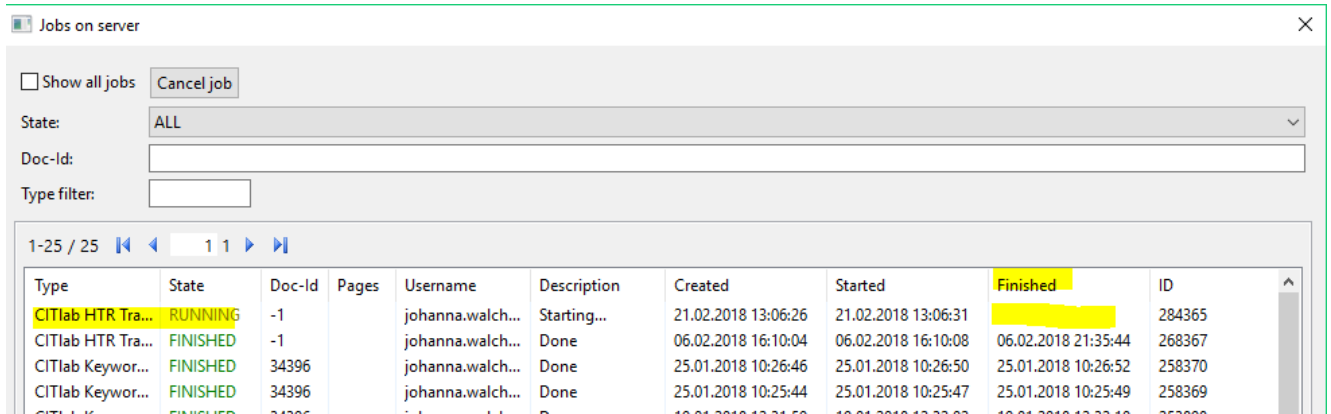 Jobs on server
Show all jobs Cancel job
State: ALL
Doc-Id:
Type filter:
1-25 / 25 1 1
Type State Doc-Id Pages Username Description Created Started Finished ID
CITlab HTR Tra... RUNNING -1 johanna.walch... Starting... 21.02.2018 13:06:26 21.02.2018 13:06:31 284365
CITlab HTR Tra... FINISHED -1 johanna.walch... Done 06.02.2018 16:10:04 06.02.2018 16:10:08 06.02.2018 21:35:44 268367
CITlab Keywor... FINISHED 34396 johanna.walch... Done 25.01.2018 10:26:46 25.01.2018 10:26:50 25.01.2018 10:26:52 258370
CITlab Keywor... FINISHED 34396 johanna.walch... Done 25.01.2018 10:25:44 25.01.2018 10:25:47 25.01.2018 10:25:49 258369